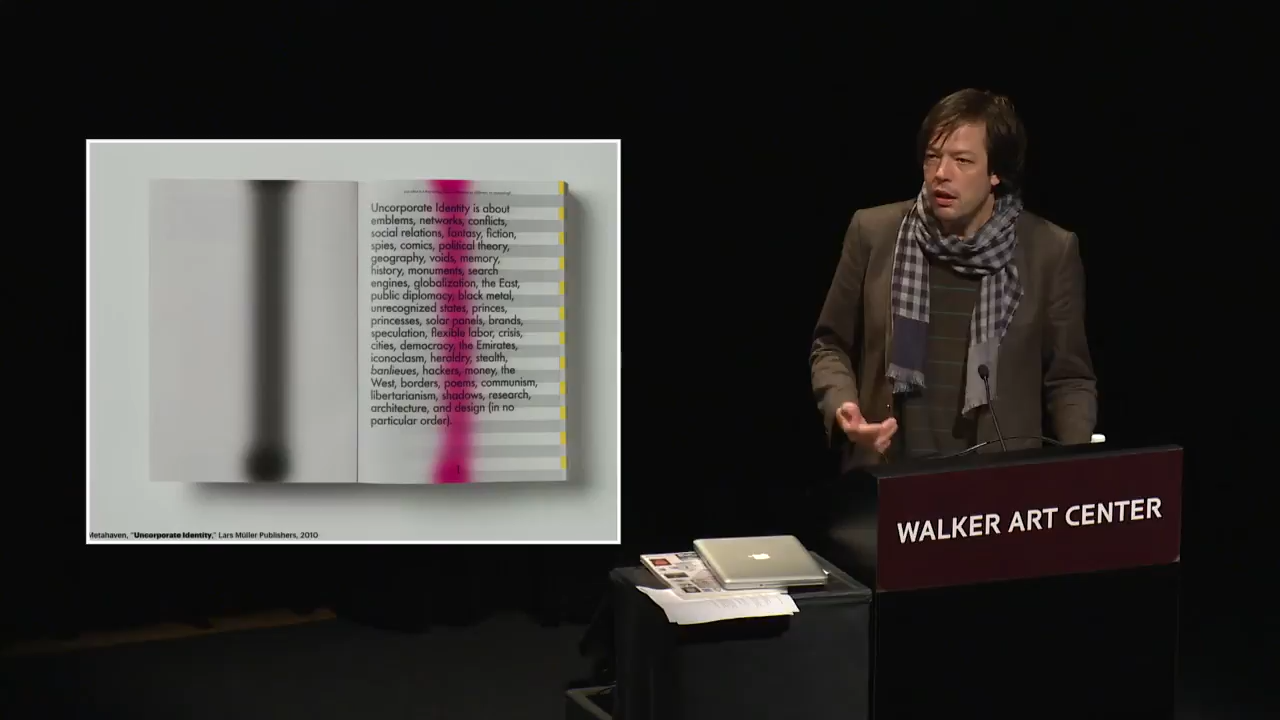 Uncorporate Identity is about
emblems, networks, conflicts,
social relations, fantasy, fiction,
spies, comics, political theory,
geography, voids, memory,
history, monuments, search
engines, globalization, the East,
public diplomacy, black metal,
unrecognized states, princes,
princesses, solar panels, brands,
speculation, flexible labor, crisis,
cities, democracy, the Emirates,
iconoclasm, heraldry, stealth,
banlieues, hackers, money, the
West, borders, poems, communism,
libertarianism, shadows, research,
architecture, and design (in no
particular order).
Metahaven, "Uncorporate Identity," Lars Müller Publishers, 2010
WALKER ART CENTER